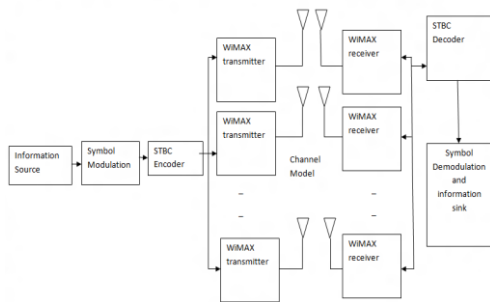 WiMAX
transmitter
WiMAX
receiver
STBC
Decoder
WiMAX
transmitter
WiMAX
receiver
Information
Source
Symbol
Modulation
STBC
Encoder
Channel
Model
Symbol
Demodulation
and
information
sink
WiMAX
transmitter
WiMAX
receiver